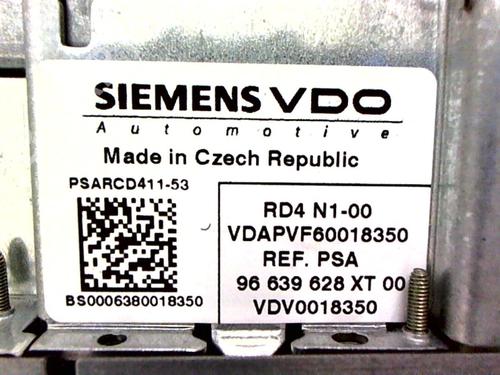 SIEMENS VDO
Automotive
Made in Czech Republic
PSARCD411-53
BS0006380018350
RD4 N1-00
VDAPVF60018350
REF. PSA
96 639 628 XT 00
VDV0018350